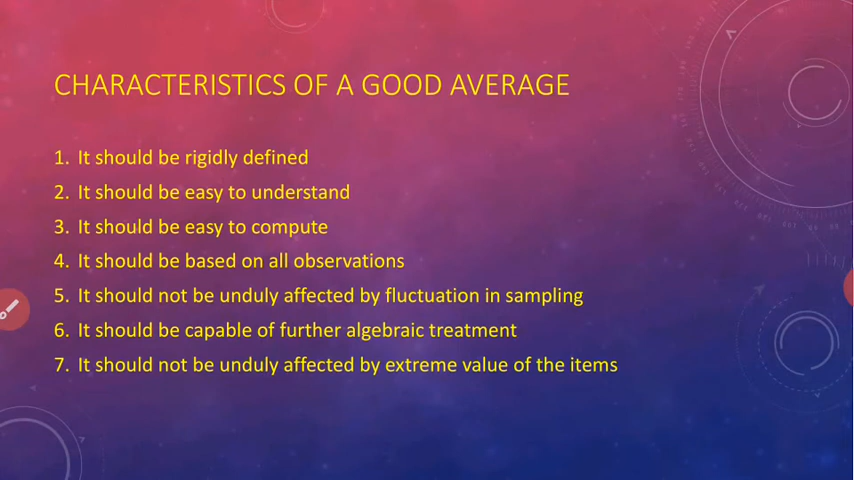 CHARACTERISTICS OF A GOOD AVERAGE
1. It should be rigidly defined
2. It should be easy to understand
3. It should be easy to compute
4. It should be based on all observations
5. It should not be unduly affected by fluctuation in sampling
6. It should be capable of further algebraic treatment
7. It should not be unduly affected by extreme value of the items